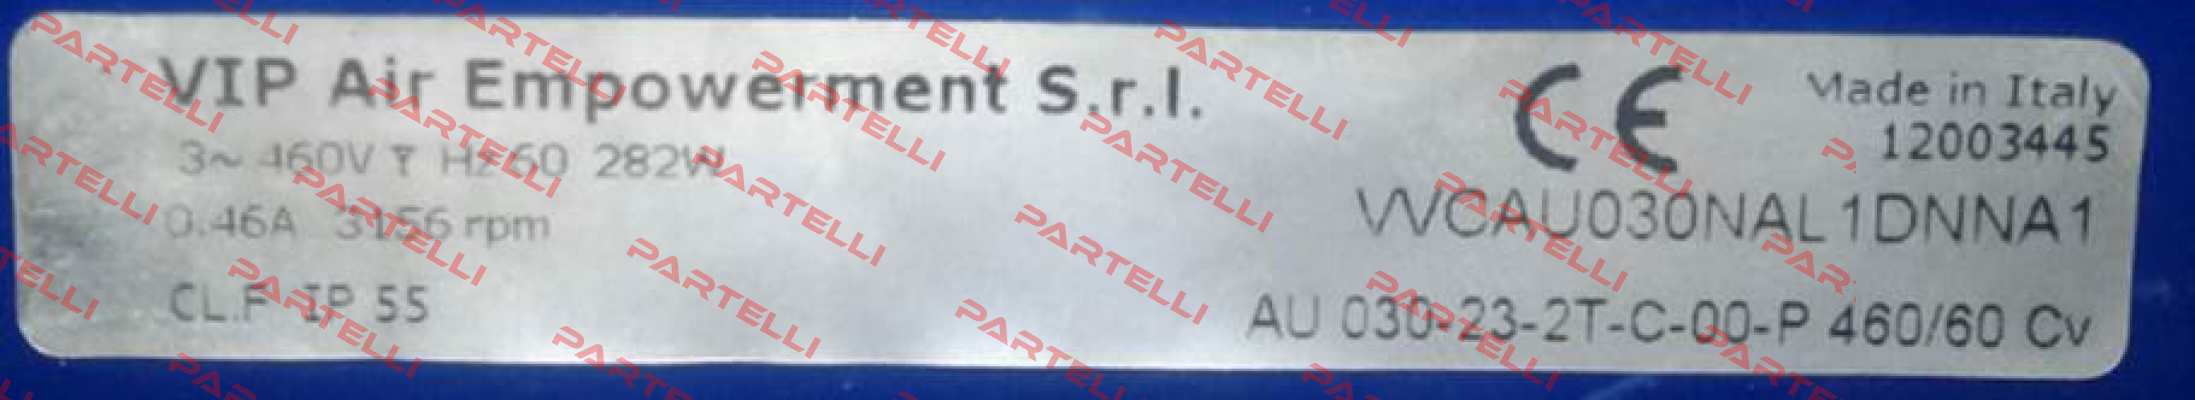 VIP Air Empowerment S.r.l.
3~ 460V Hz 60 282W
0.46A 3156 rpm
CL.F IP 55
CE
Made in Italy
12003445
WCAU030NAL1DNNA1
AU 030-23-2T-C-00-P 460/60 Cv
PARTELLI